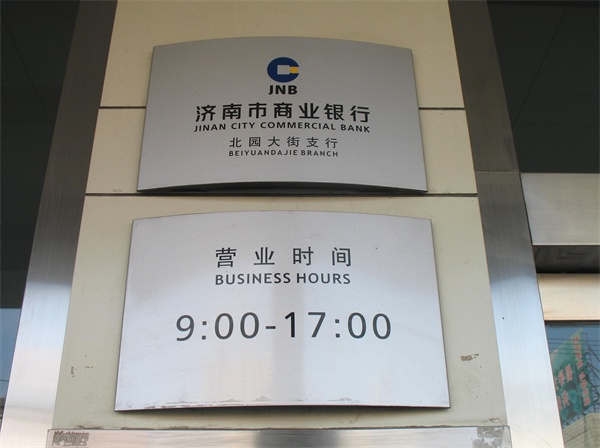 JNB
济南市商业银行
JINAN CITY COMMERCIAL BANK
北园大街支行
BEIYUANDAJIE BRANCH
营业时间
BUSINESS HOURS
9:00-17:00